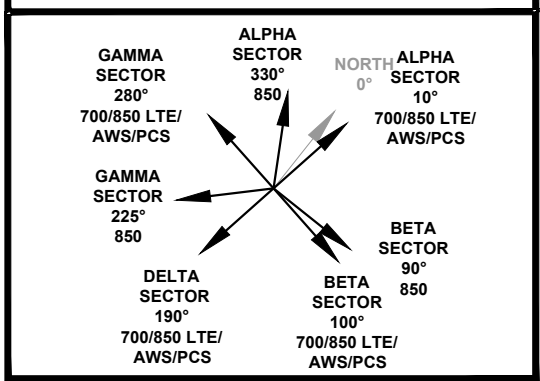 GAMMA
SECTOR
280°
700/850 LTE/
AWS/PCS
ALPHA
SECTOR
330°
850
NORTH
0°
ALPHA
SECTOR
10°
700/850 LTE/
AWS/PCS
GAMMA
SECTOR
225°
850
BETA
SECTOR
90°
850
DELTA
SECTOR
190°
700/850 LTE/
AWS/PCS
BETA
SECTOR
100°
700/850 LTE/
AWS/PCS